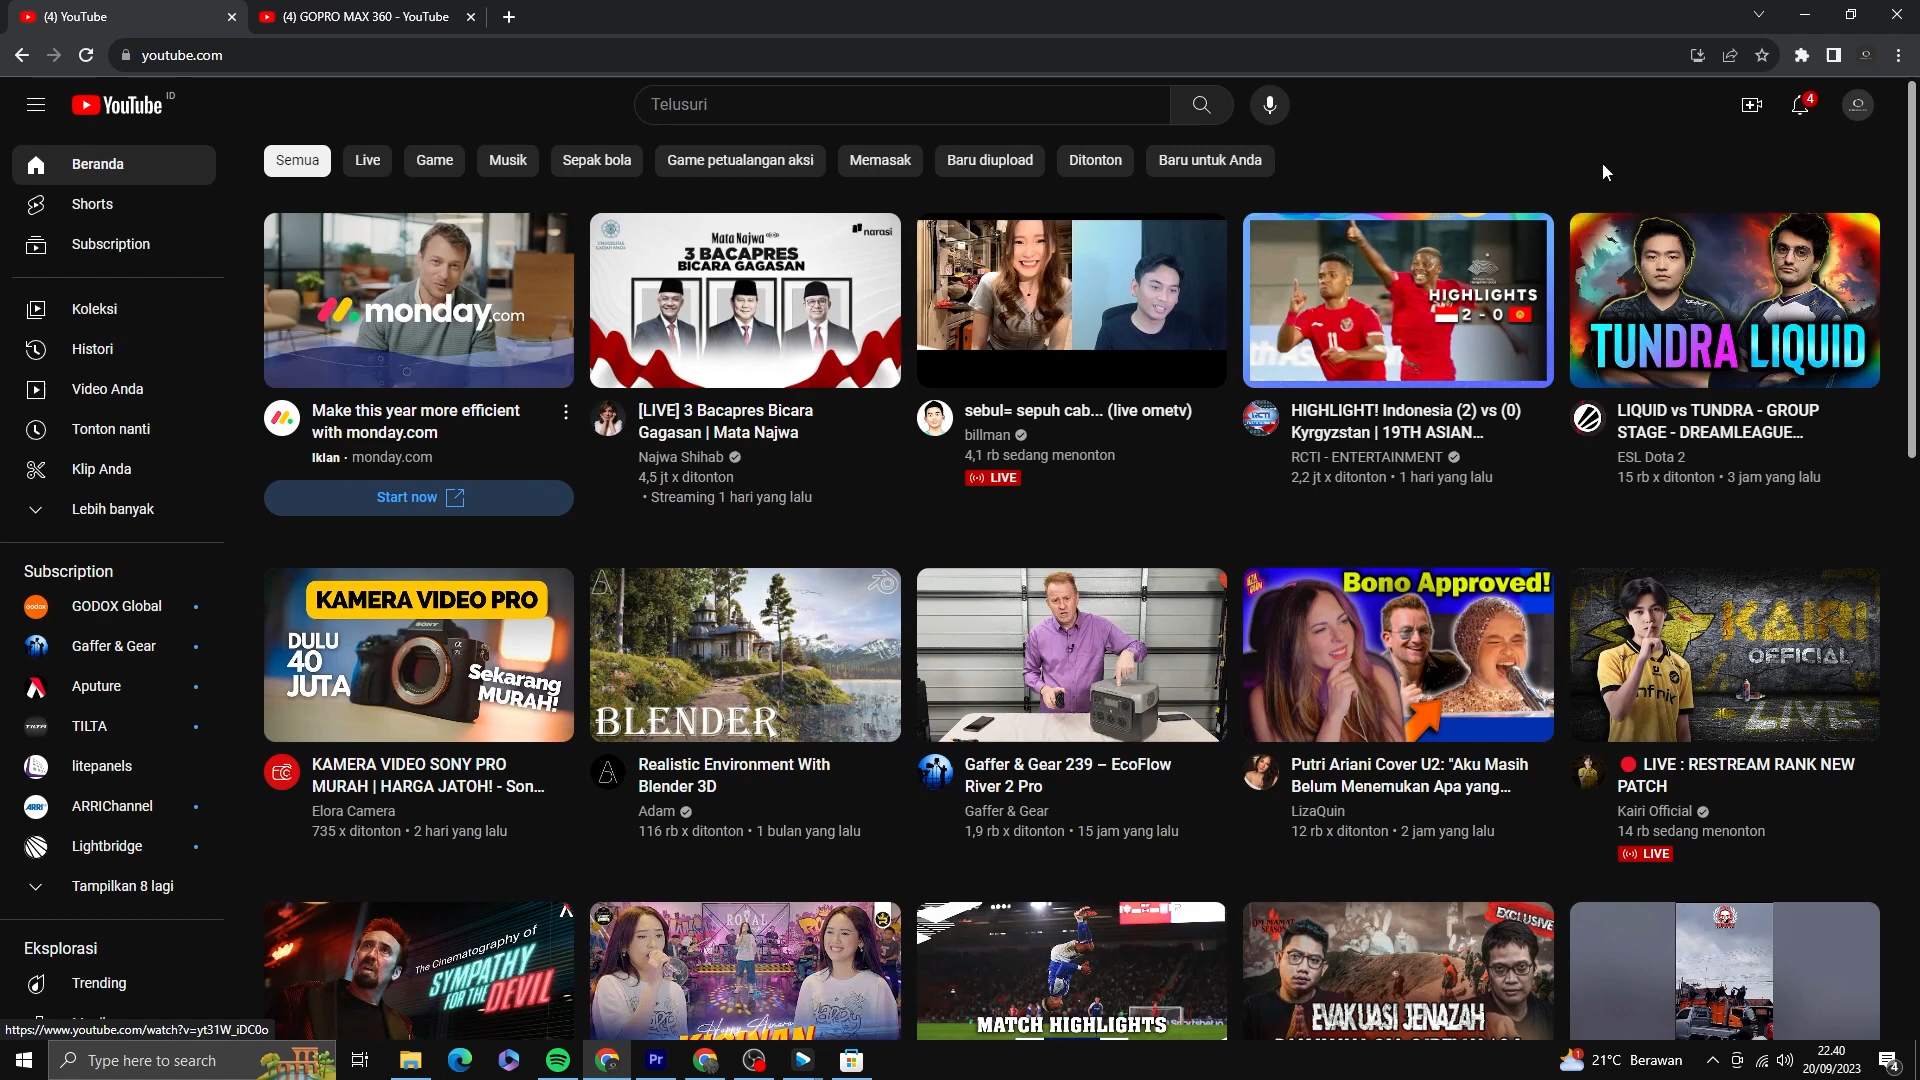 (4) YouTube
(4) GOPRO MAX 360 - YouTube
youtube.com
YouTube ID
Telusuri
4
Semua
Live
Game
Musik
Sepak bola
Game petualangan aksi
Memasak
Baru diupload
Ditonton
Baru untuk Anda
Beranda
Shorts
Subscription
Koleksi
Histori
Video Anda
Tonton nanti
Klip Anda
Lebih banyak
Subscription
GODOX Global
Gaffer & Gear
Aputure
TILTA
litepanels
ARRIChannel
Lightbridge
Tampilkan 8 lagi
Eksplorasi
Trending
monday.com
Make this year more efficient
with monday.com
Iklan · monday.com
Start now
Mata Najwa
narasi
3 BACAPRES
BICARA GAGASAN
[LIVE] 3 Bacapres Bicara
Gagasan | Mata Najwa
Najwa Shihab
4,5 jt x ditonton
• Streaming 1 hari yang lalu
sebul= sepuh cab... (live ometv)
billman
4,1 rb sedang menonton
LIVE
HIGHLIGHTS
2 - 0
HIGHLIGHT! Indonesia (2) vs (0)
Kyrgyzstan | 19TH ASIAN...
RCTI - ENTERTAINMENT
2,2 jt x ditonton • 1 hari yang lalu
TUNDRA LIQUID
LIQUID vs TUNDRA - GROUP
STAGE - DREAMLEAGUE...
ESL Dota 2
15 rb x ditonton • 3 jam yang lalu
KAMERA VIDEO PRO
SONY
DULU
40
JUTA
Sekarang
MURAH!
KAMERA VIDEO SONY PRO
MURAH | HARGA JATOH! - Son...
Elora Camera
735 x ditonton • 2 hari yang lalu
BLENDER
Realistic Environment With
Blender 3D
Adam
116 rb x ditonton • 1 bulan yang lalu
Gaffer & Gear 239 – EcoFlow
River 2 Pro
Gaffer & Gear
1,9 rb x ditonton • 15 jam yang lalu
Bono Approved!
Putri Ariani Cover U2: "Aku Masih
Belum Menemukan Apa yang...
LizaQuin
12 rb x ditonton • 2 jam yang lalu
KAIRI
OFFICIAL
LIVE
LIVE : RESTREAM RANK NEW
PATCH
Kairi Official
14 rb sedang menonton
LIVE
The Cinematography of
SYMPATHY
FOR THE DEVIL
ROYAL
Happy Asmara
MATCH HIGHLIGHTS
EXCLUSIVE
EVAKUASI JENAZAH
https://www.youtube.com/watch?v=yt31W_iDC0o
Type here to search
Pr
21°C Berawan
22.40
20/09/2023
4